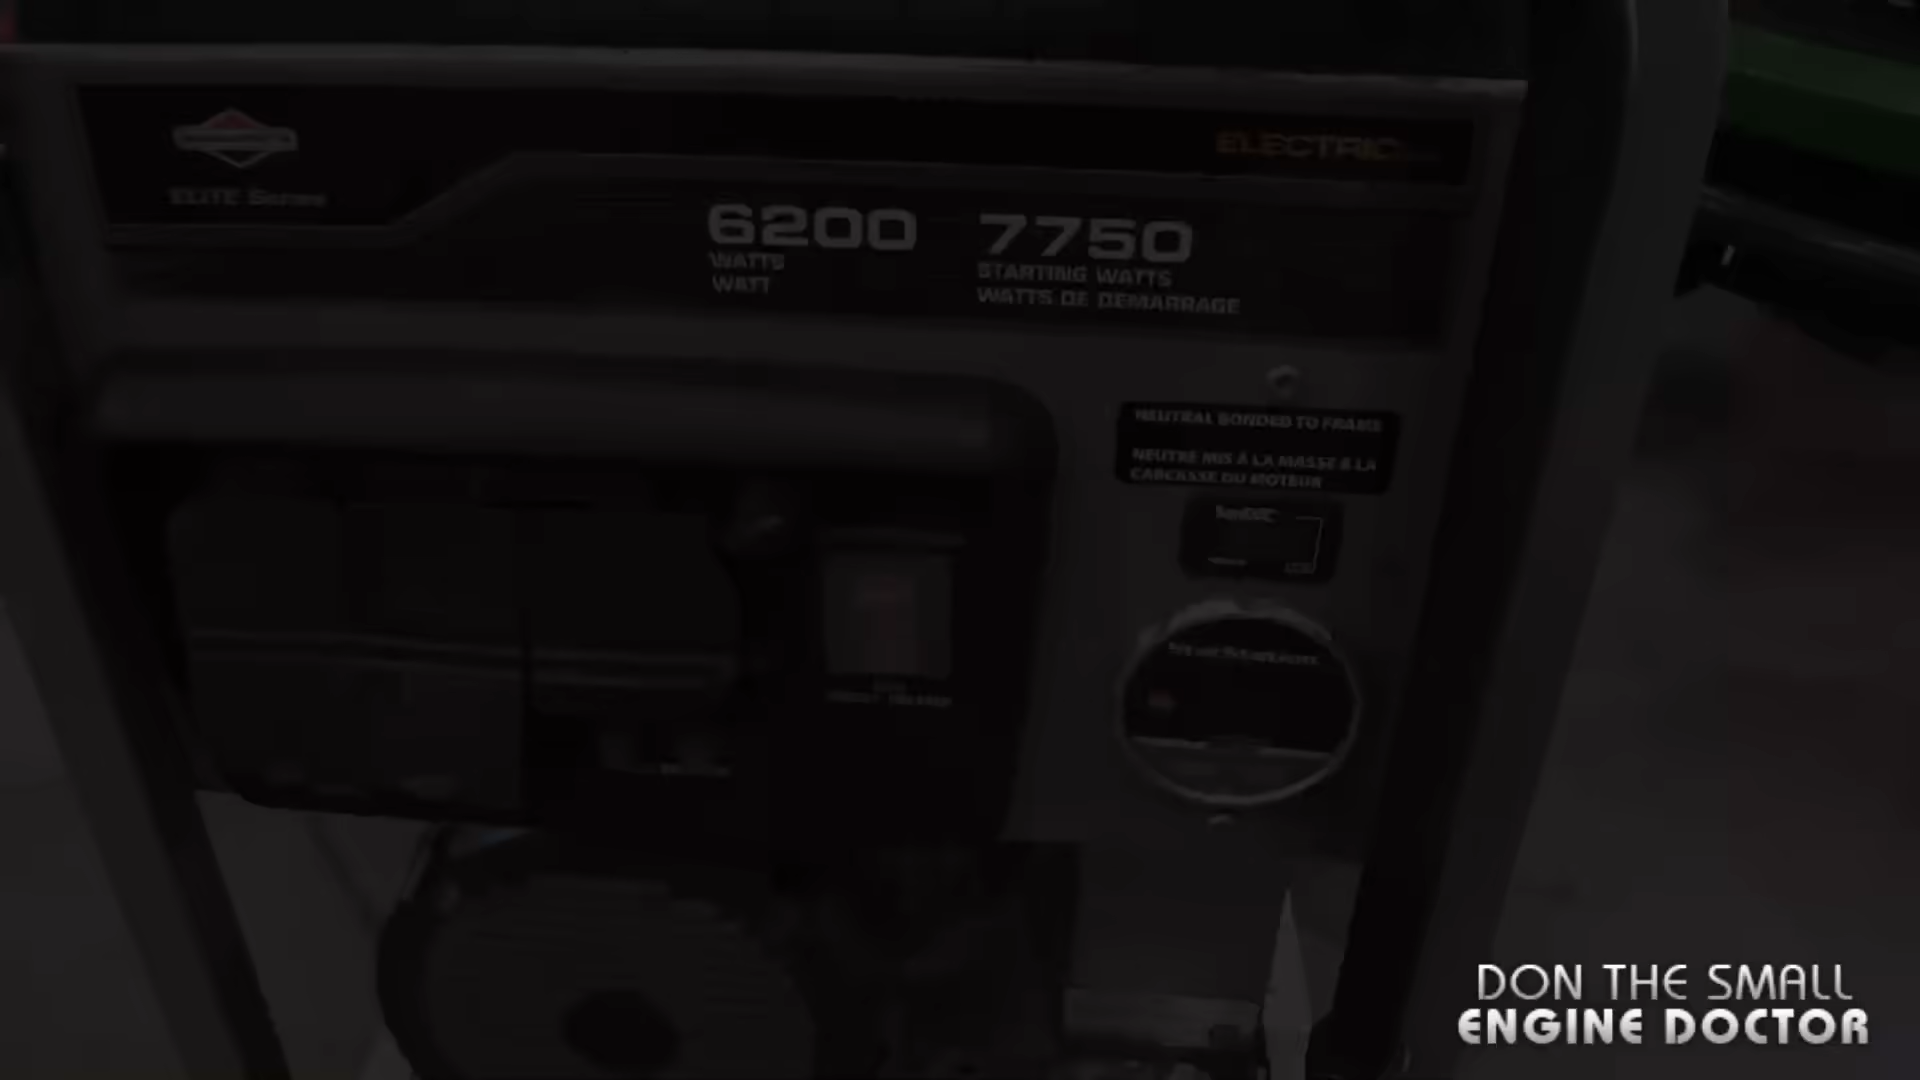 ELECTRIC
ELITE Series
6200
WATTS
WATT
7750
STARTING WATTS
WATTS DE DEMARRAGE
NEUTRAL BONDED TO FRAME
NEUTRE MIS À LA MASSE À LA
CARCASSE DU MOTEUR
DON THE SMALL
ENGINE DOCTOR